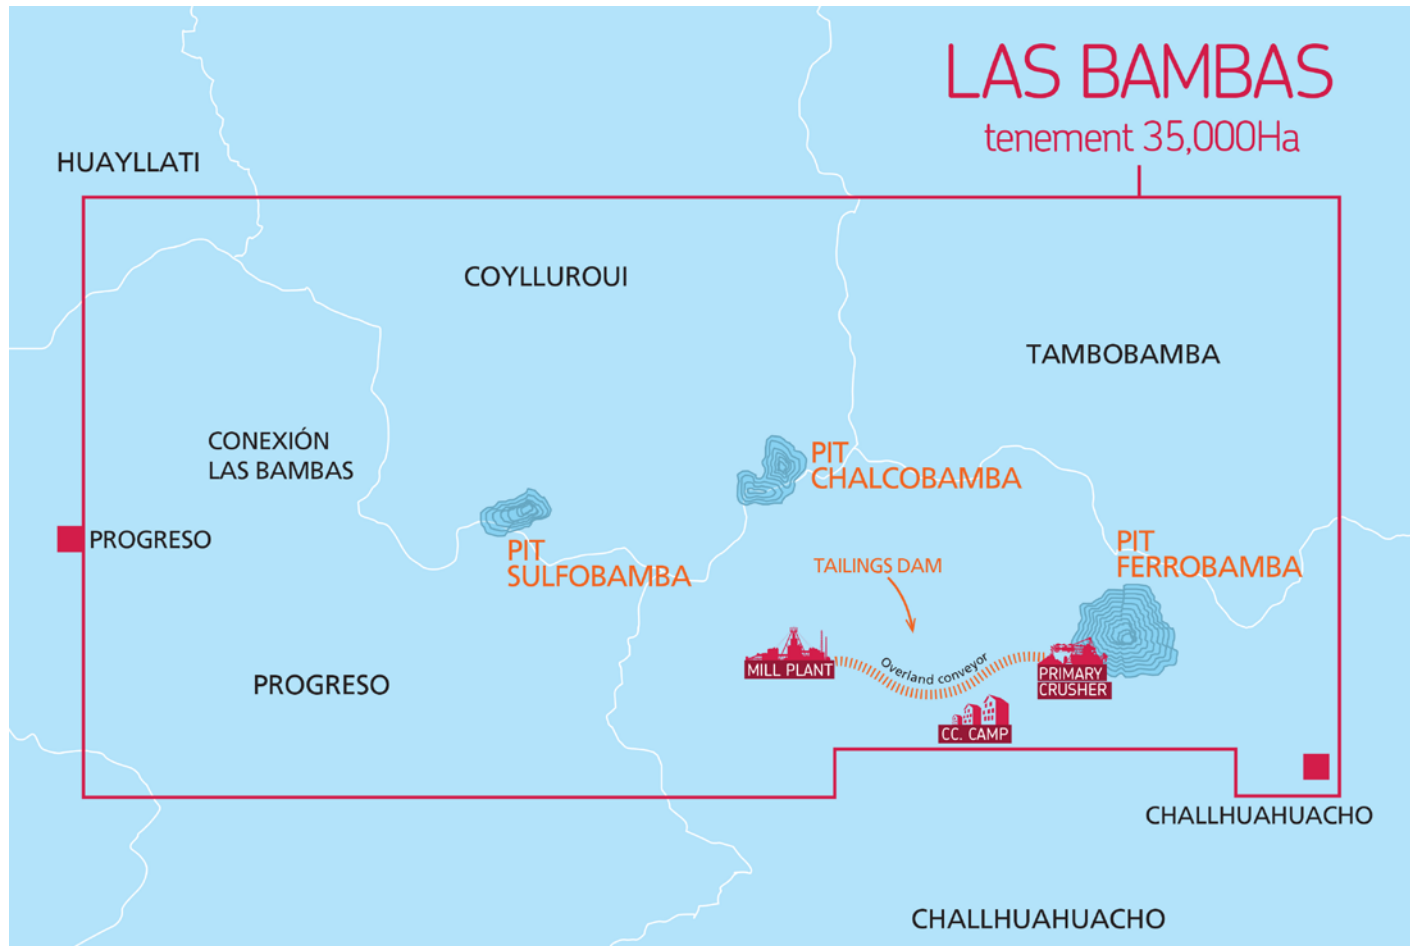 LAS BAMBAS
tenement 35,000Ha
HUAYLLATI
COYLLUROUI
TAMBOBAMBA
CONEXIÓN
LAS BAMBAS
PIT
CHALCOBAMBA
PROGRESO
PIT
SULFOBAMBA
PIT
FERROBAMBA
TAILINGS DAM
MILL PLANT
Overland conveyor
PRIMARY
CRUSHER
PROGRESO
CC. CAMP
CHALLHUAHUACHO
CHALLHUAHUACHO